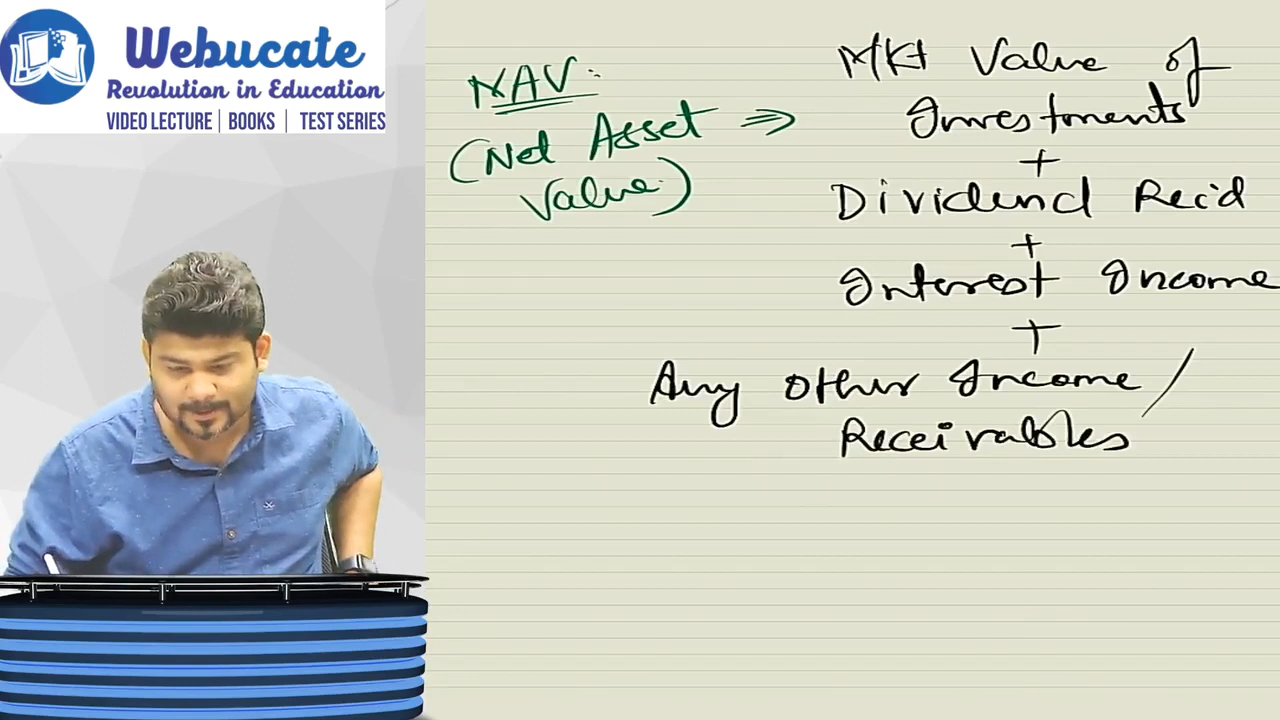 Webucate
Revolution in Education
VIDEO LECTURE | BOOKS | TEST SERIES
NAV:
(Net Asset ⇒
Value)
Mkt Value of
Investments
+
Dividend Rec'd
+
Interest Income
+
Any other Income /
Receivables